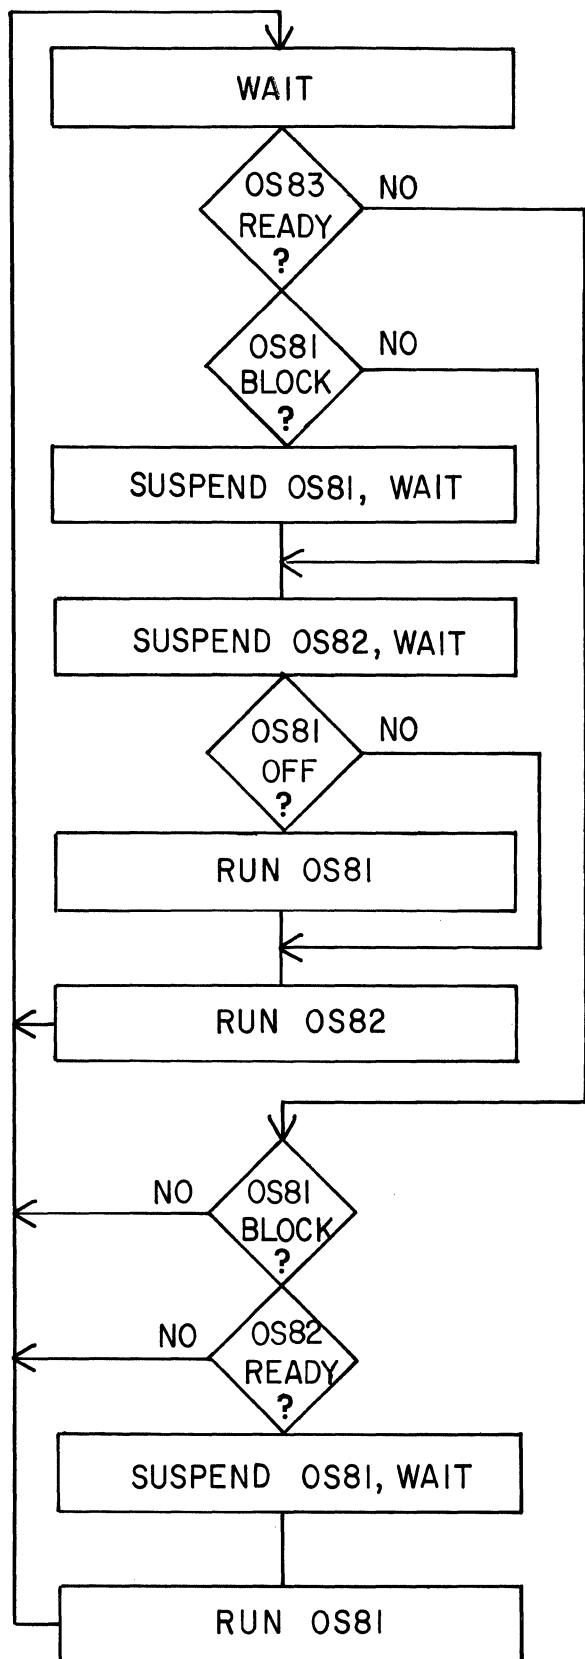 WAIT
OS83
READY
?
NO
OS81
BLOCK
?
NO
SUSPEND OS81, WAIT
SUSPEND OS82, WAIT
OS81
OFF
?
NO
RUN OS81
RUN OS82
NO
OS81
BLOCK
?
NO
OS82
READY
?
SUSPEND OS81, WAIT
RUN OS81